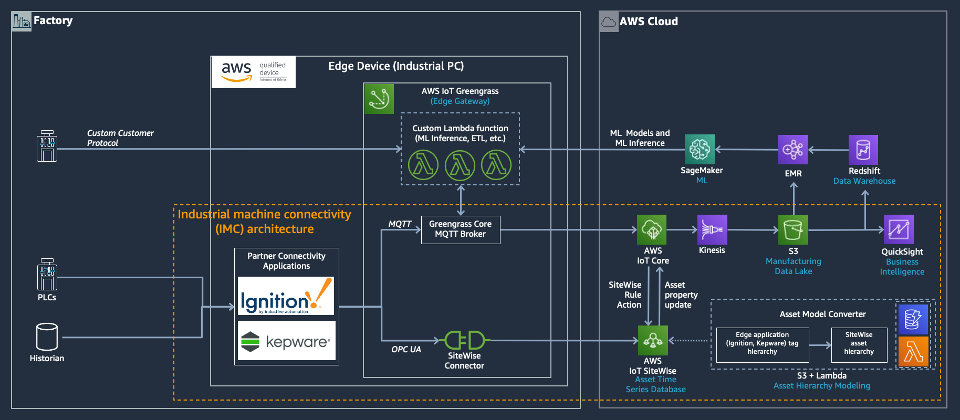 Factory
AWS Cloud
Edge Device (Industrial PC)
aws
qualified
device
AWS IoT Greengrass
(Edge Gateway)
Custom Customer
Protocol
Custom Lambda function
(ML Inference, ETL, etc.)
ML Models and
ML Inference
SageMaker
ML
EMR
Redshift
Data Warehouse
Industrial machine connectivity
(IMC) architecture
MQTT
Greengrass Core
MQTT Broker
AWS
IoT Core
Kinesis
S3
Manufacturing
Data Lake
QuickSight
Business
Intelligence
Partner Connectivity
Applications
Ignition!
by inductive automation
kepware
PLCs
Historian
OPC UA
SiteWise
Connector
SiteWise
Rule
Action
Asset
property
update
AWS
IoT SiteWise
Asset Time
Series Database
Asset Model Converter
Edge application
(Ignition, Kepware) tag
hierarchy
SiteWise
asset
hierarchy
S3 + Lambda
Asset Hierarchy Modeling